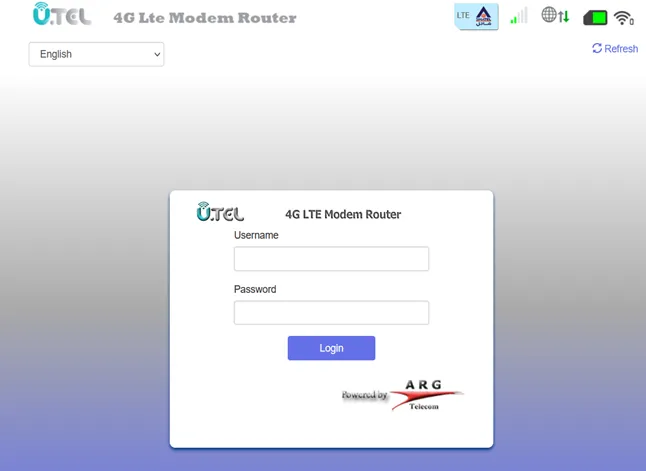 U.TEL 4G Lte Modem Router LTE
English
Refresh
U.TEL 4G LTE Modem Router
Username
Password
Login
Powered by ARG
Telecom